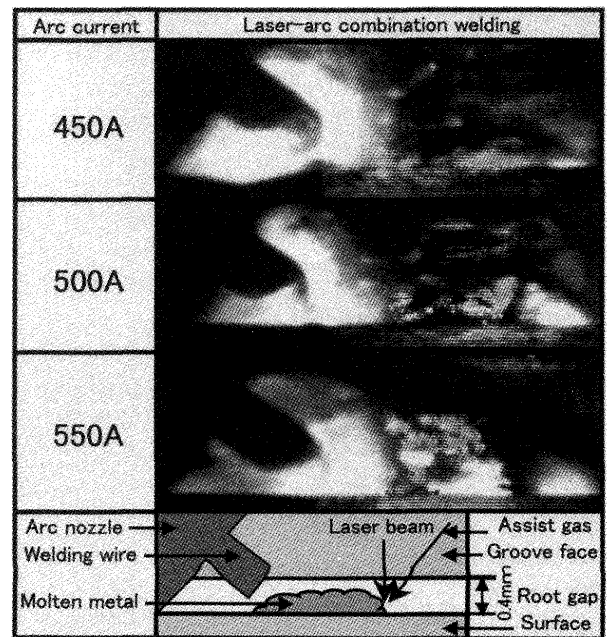 Arc current
Laser-arc combination welding
450A
500A
550A
Arc nozzle
Welding wire
Molten metal
Laser beam
Assist gas
Groove face
0.4mm
Root gap
Surface